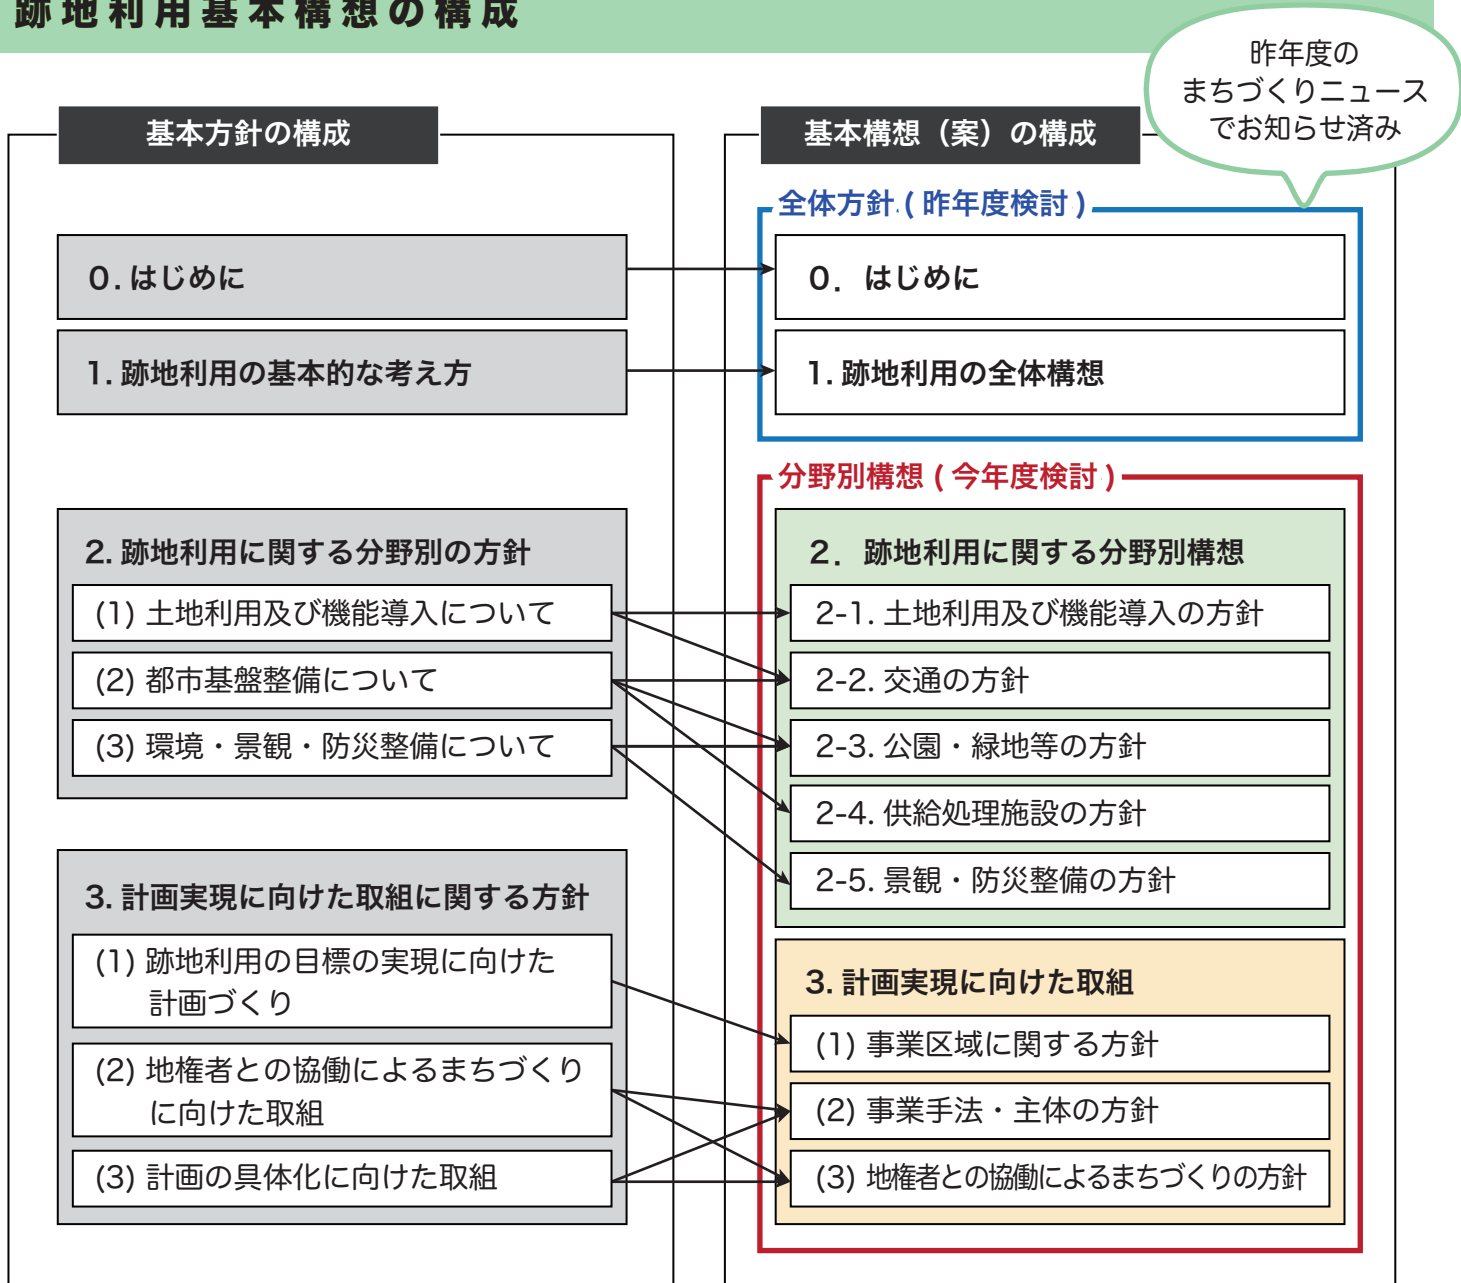 跡地利用基本構想の構成
昨年度の
まちづくりニュース
でお知らせ済み
基本方針の構成
0. はじめに
1. 跡地利用の基本的な考え方
2. 跡地利用に関する分野別の方針
(1) 土地利用及び機能導入について
(2) 都市基盤整備について
(3) 環境・景観・防災整備について
3. 計画実現に向けた取組に関する方針
(1) 跡地利用の目標の実現に向けた
計画づくり
(2) 地権者との協働によるまちづくり
に向けた取組
(3) 計画の具体化に向けた取組
基本構想（案）の構成
全体方針 ( 昨年度検討 )
0．はじめに
1. 跡地利用の全体構想
分野別構想 ( 今年度検討 )
2．跡地利用に関する分野別構想
2-1. 土地利用及び機能導入の方針
2-2. 交通の方針
2-3. 公園・緑地等の方針
2-4. 供給処理施設の方針
2-5. 景観・防災整備の方針
3. 計画実現に向けた取組
(1) 事業区域に関する方針
(2) 事業手法・主体の方針
(3) 地権者との協働によるまちづくりの方針